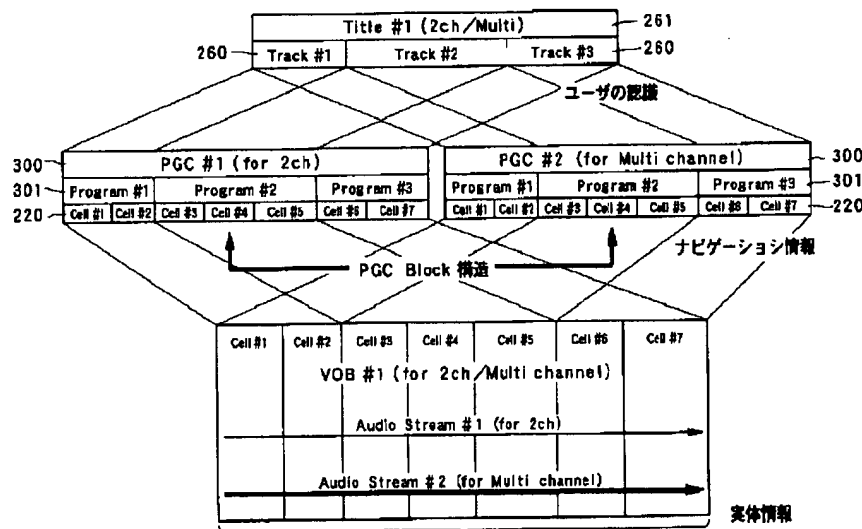 Title #1 (2ch/Multi)
261
260
Track #1
Track #2
Track #3
260
ユーザの認識
300
PGC #1 (for 2ch)
PGC #2 (for Multi channel)
300
301
Program #1
Program #2
Program #3
Program #1
Program #2
Program #3
301
220
Cell #1
Cell #2
Cell #3
Cell #4
Cell #5
Cell #6
Cell #7
Cell #1
Cell #2
Cell #3
Cell #4
Cell #5
Cell #6
Cell #7
220
ナビゲーション情報
PGC Block 構造
Cell #1
Cell #2
Cell #3
Cell #4
Cell #5
Cell #6
Cell #7
VOB #1 (for 2ch/Multi channel)
Audio Stream #1 (for 2ch)
Audio Stream #2 (for Multi channel)
実体情報